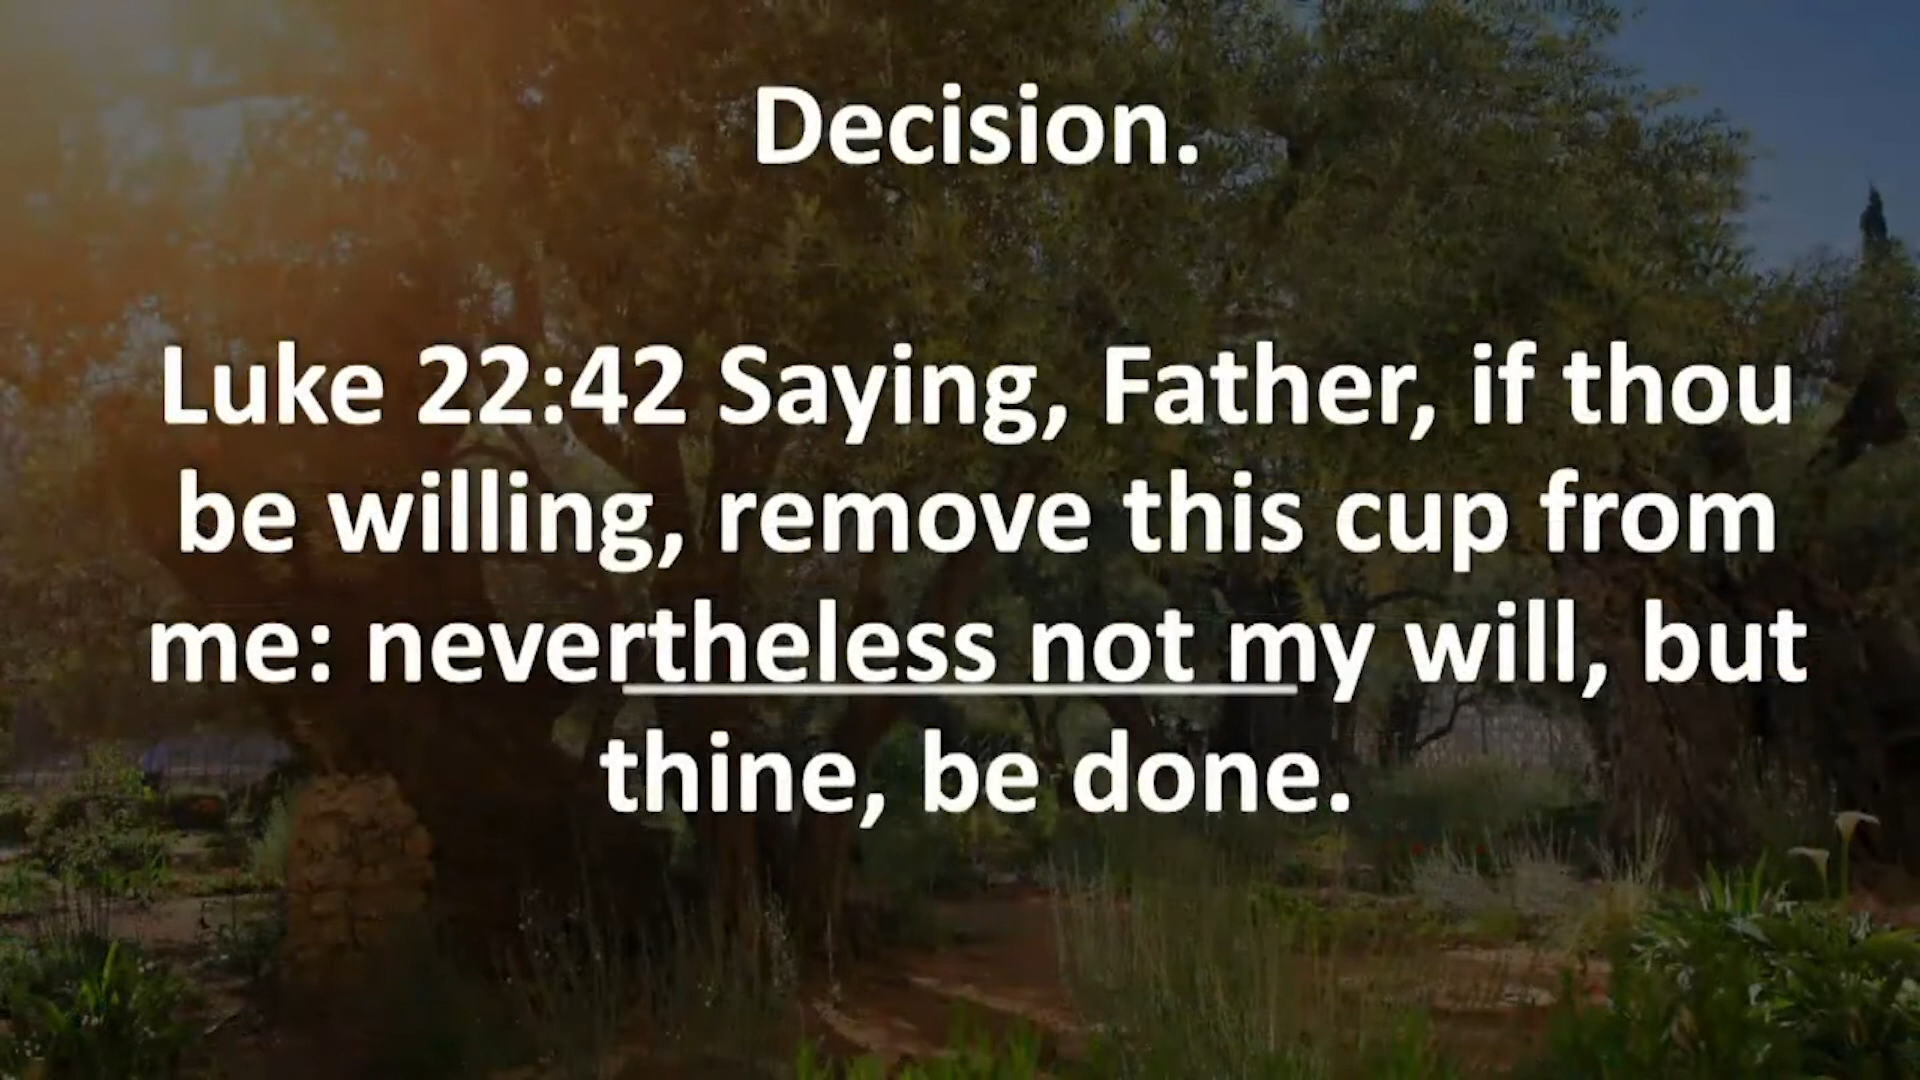 Decision.
Luke 22:42 Saying, Father, if thou
be willing, remove this cup from
me: nevertheless not my will, but
thine, be done.